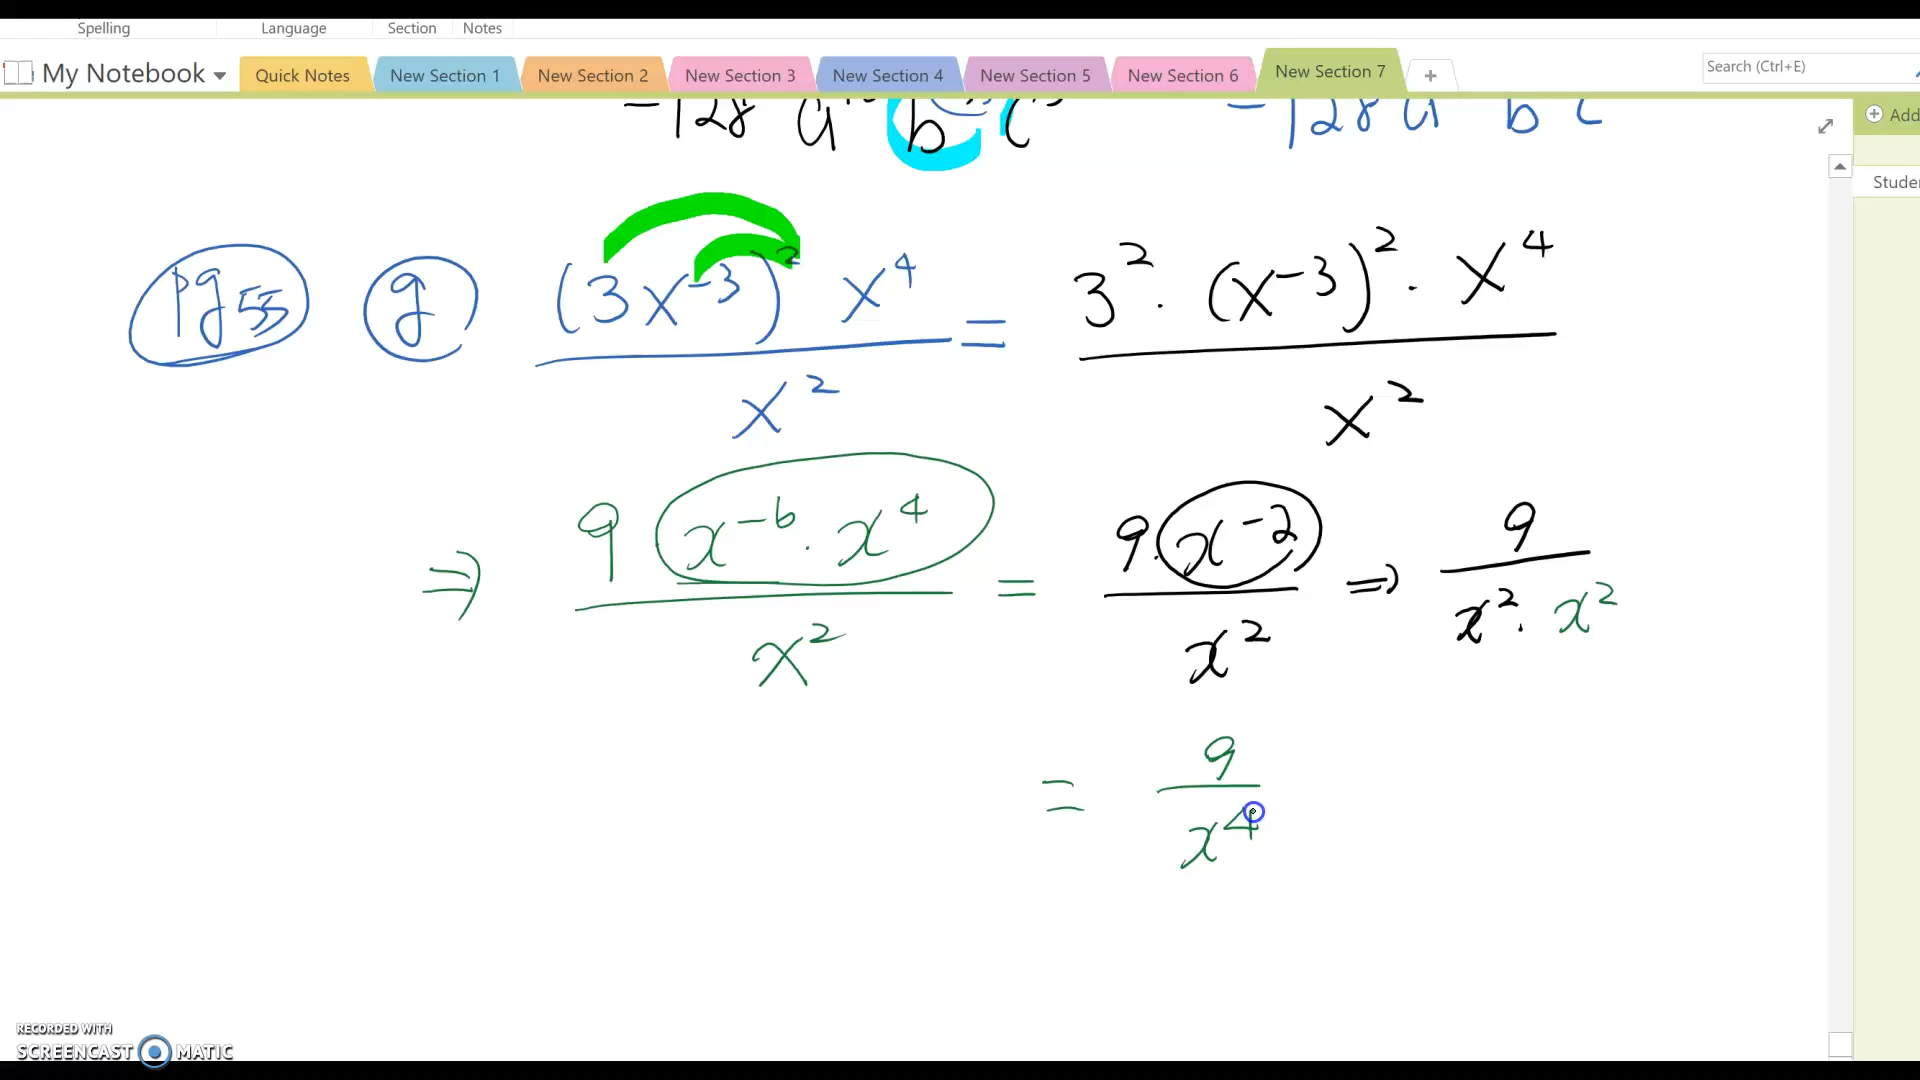 Spelling Language Section Notes
My Notebook Quick Notes New Section 1 New Section 2 New Section 3 New Section 4 New Section 5 New Section 6 New Section 7 + Search (Ctrl+E)
Add
Studer
-128 a b c -128 a b c
pg 55 g (3x^-3)^2 x^4 / x^2 = 3^2 · (x^-3)^2 · x^4 / x^2
⇒ 9 x^-6 · x^4 / x^2 = 9 · x^-2 / x^2 ⇒ 9 / x^2 · x^2
= 9 / x^4
RECORDED WITH
SCREENCAST MATIC